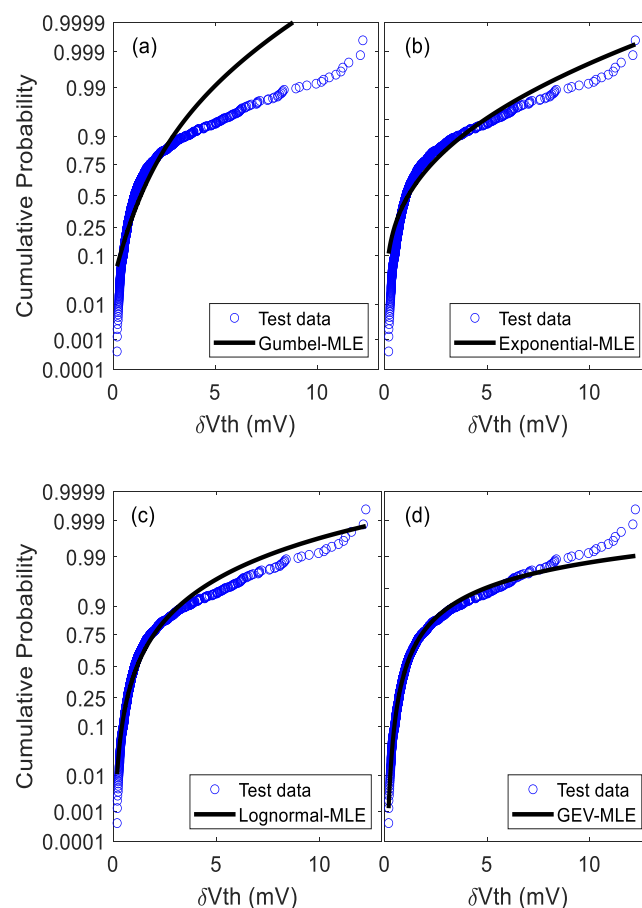 0.9999
0.999
0.99
0.9
0.75
0.5
0.25
0.1
0.01
0.001
0.0001
Cumulative Probability
(a)
Test data
Gumbel-MLE
0 5 10
δVth (mV)
(b)
Test data
Exponential-MLE
0 5 10
δVth (mV)
0.9999
0.999
0.99
0.9
0.75
0.5
0.25
0.1
0.01
0.001
0.0001
Cumulative Probability
(c)
Test data
Lognormal-MLE
0 5 10
δVth (mV)
(d)
Test data
GEV-MLE
0 5 10
δVth (mV)